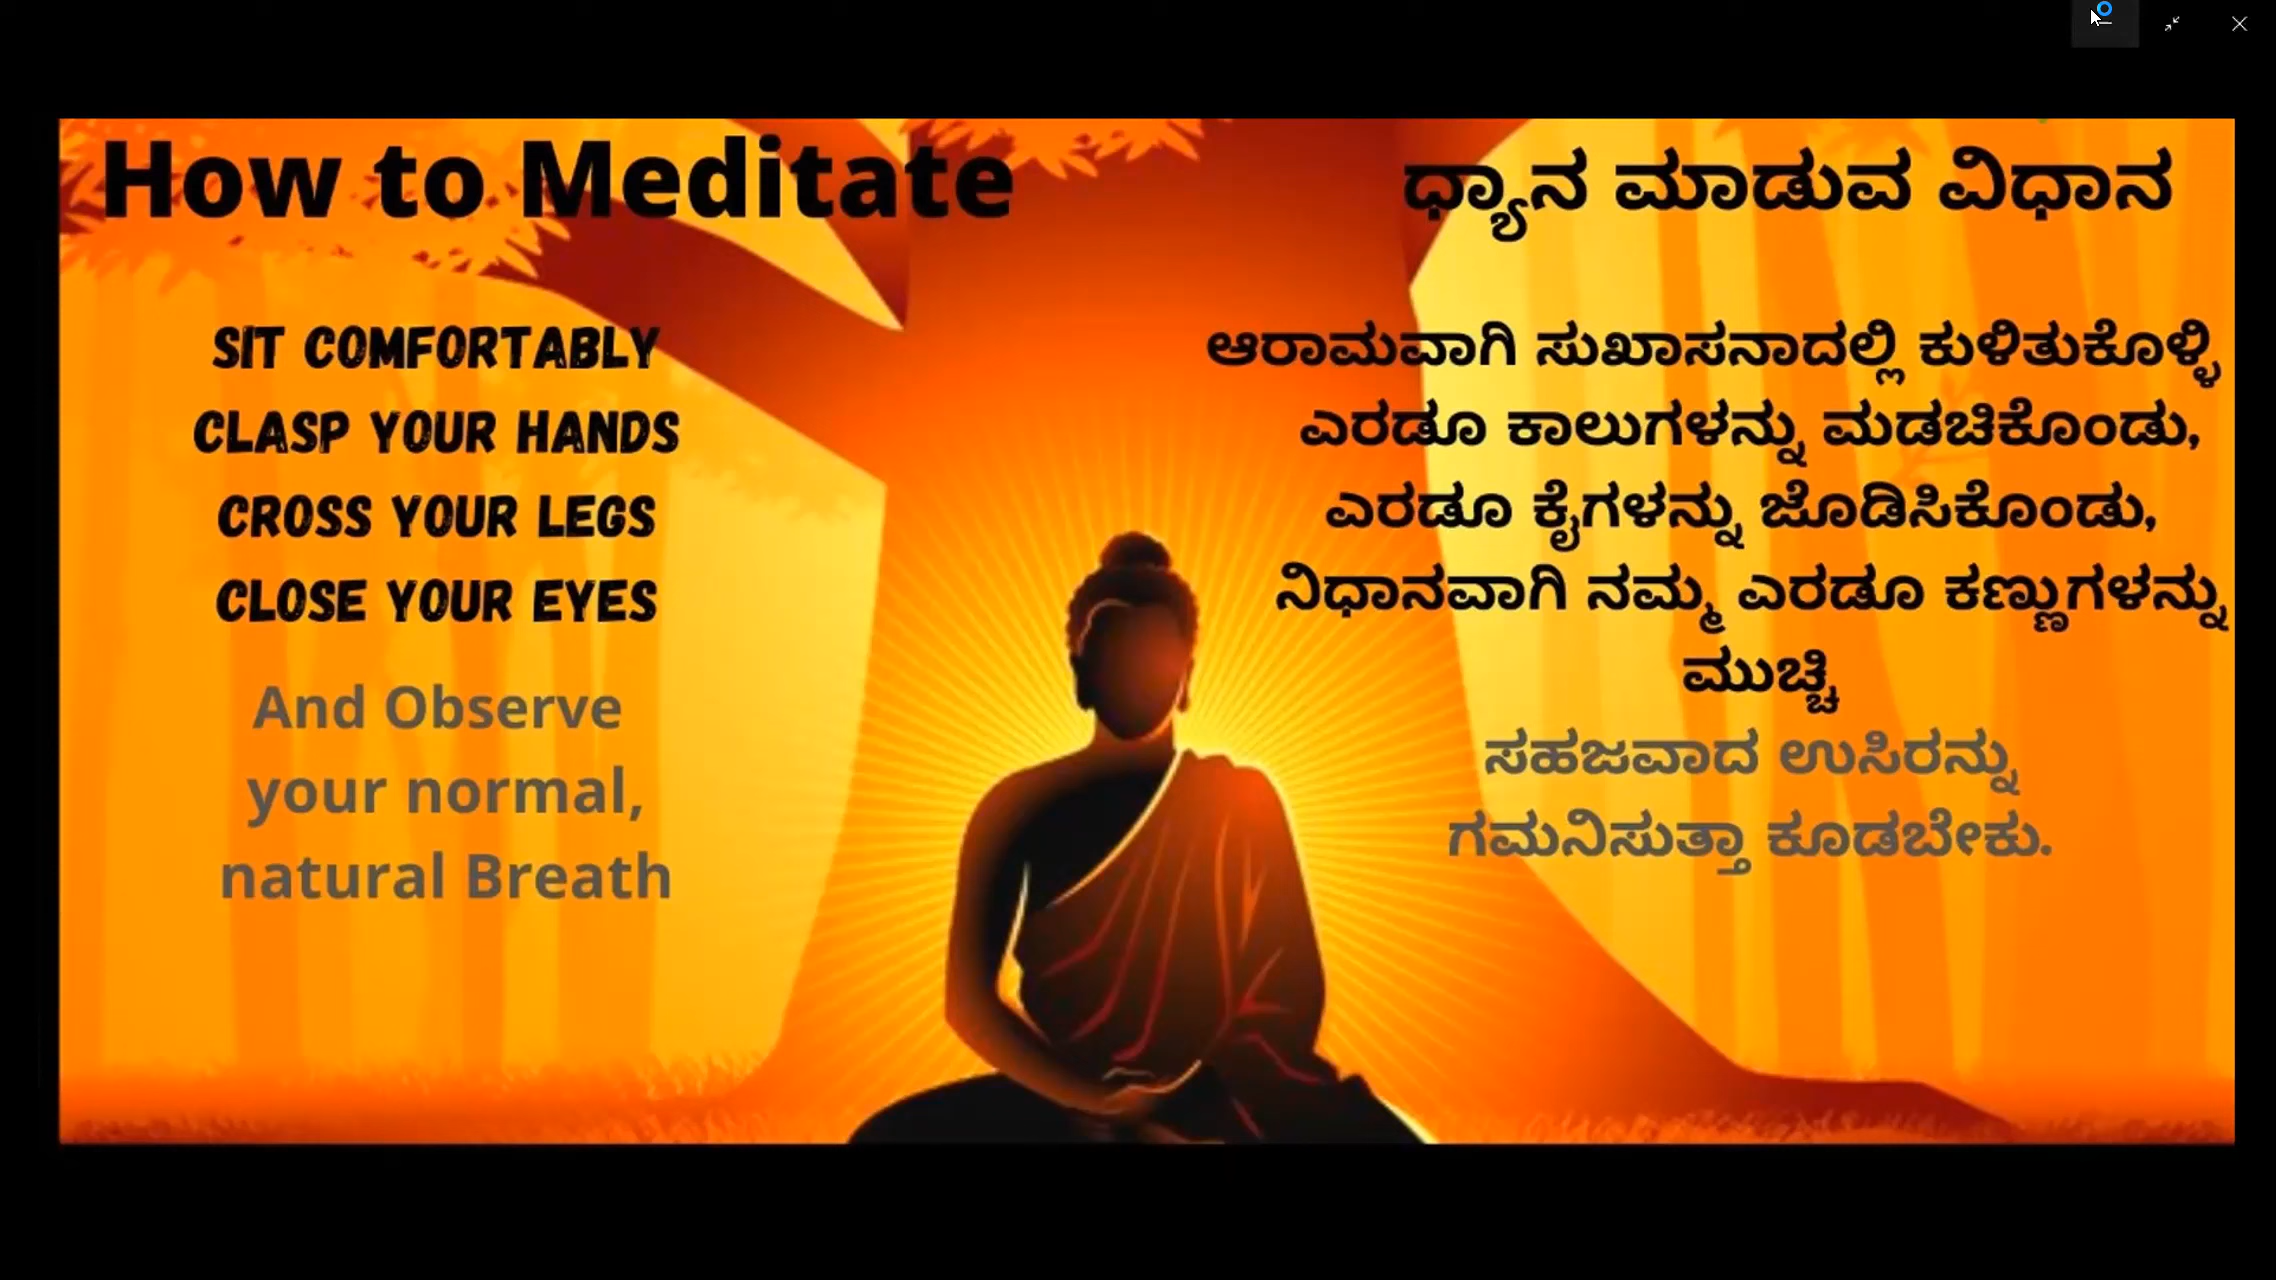 How to Meditate
SIT COMFORTABLY
CLASP YOUR HANDS
CROSS YOUR LEGS
CLOSE YOUR EYES
And Observe
your normal,
natural Breath
ಧ್ಯಾನ ಮಾಡುವ ವಿಧಾನ
ಆರಾಮವಾಗಿ ಸುಖಾಸನಾದಲ್ಲಿ ಕುಳಿತುಕೊಳ್ಳಿ
ಎರಡೂ ಕಾಲುಗಳನ್ನು ಮಡಚಿಕೊಂಡು,
ಎರಡೂ ಕೈಗಳನ್ನು ಜೊಡಿಸಿಕೊಂಡು,
ನಿಧಾನವಾಗಿ ನಮ್ಮ ಎರಡೂ ಕಣ್ಣುಗಳನ್ನು
ಮುಚ್ಚಿ
ಸಹಜವಾದ ಉಸಿರನ್ನು
ಗಮನಿಸುತ್ತಾ ಕೂಡಬೇಕು.